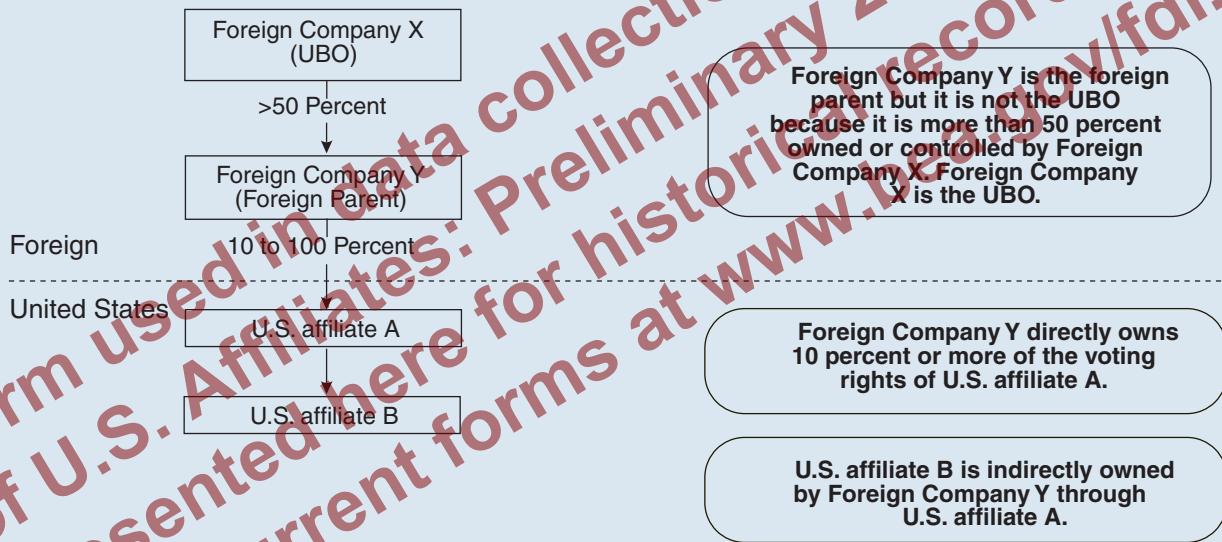 Foreign Company X
(UBO)
>50 Percent
Foreign Company Y
(Foreign Parent)
10 to 100 Percent
Foreign
United States
U.S. affiliate A
U.S. affiliate B
Foreign Company Y is the foreign
parent but it is not the UBO
because it is more than 50 percent
owned or controlled by Foreign
Company X. Foreign Company
X is the UBO.
Foreign Company Y directly owns
10 percent or more of the voting
rights of U.S. affiliate A.
U.S. affiliate B is indirectly owned
by Foreign Company Y through
U.S. affiliate A.
used in data
of U.S. Affiliates: Preliminary
here for historical
forms at www.bea.gov/fdi